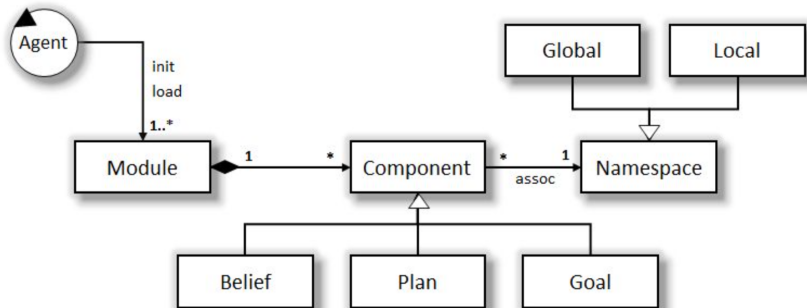 Agent
Global
Local
init
load
1..*
Module
1
*
Component
*
1
assoc
Namespace
Belief
Plan
Goal